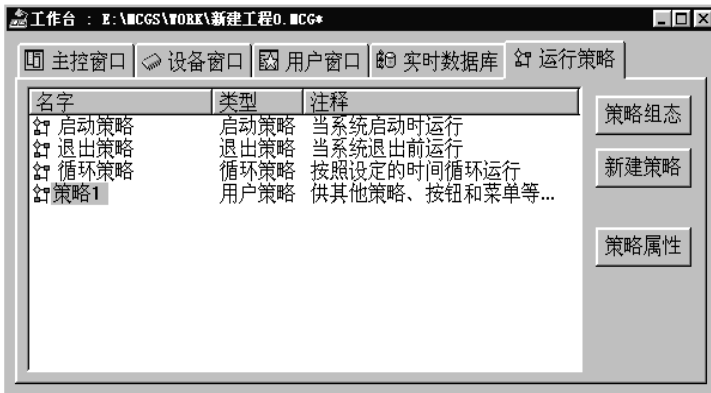 工作台 : E:\MCGS\WORK\新建工程0.MCG*
主控窗口 设备窗口 用户窗口 实时数据库 运行策略
名字 类型 注释
启动策略 启动策略 当系统启动时运行
退出策略 退出策略 当系统退出前运行
循环策略 循环策略 按照设定的时间循环运行
策略1 用户策略 供其他策略、按钮和菜单等...
策略组态
新建策略
策略属性